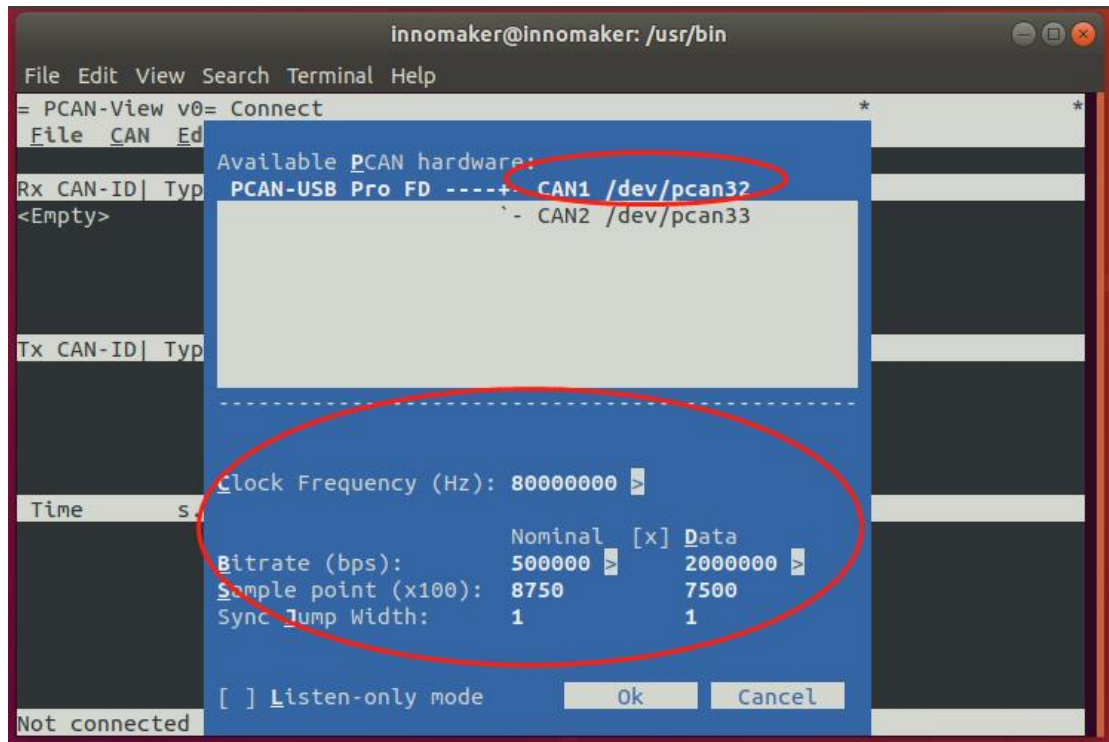 innomaker@innomaker: /usr/bin
File Edit View Search Terminal Help
= PCAN-View v0= Connect * *
File CAN Ed
Available PCAN hardware:
Rx CAN-ID| Typ PCAN-USB Pro FD ----+- CAN1 /dev/pcan32
<Empty> `- CAN2 /dev/pcan33
Tx CAN-ID| Typ
------------------------------------------------
Clock Frequency (Hz): 80000000 >
Time s.
Nominal [x] Data
Bitrate (bps): 500000 > 2000000 >
Sample point (x100): 8750 7500
Sync Jump Width: 1 1
[ ] Listen-only mode Ok Cancel
Not connected